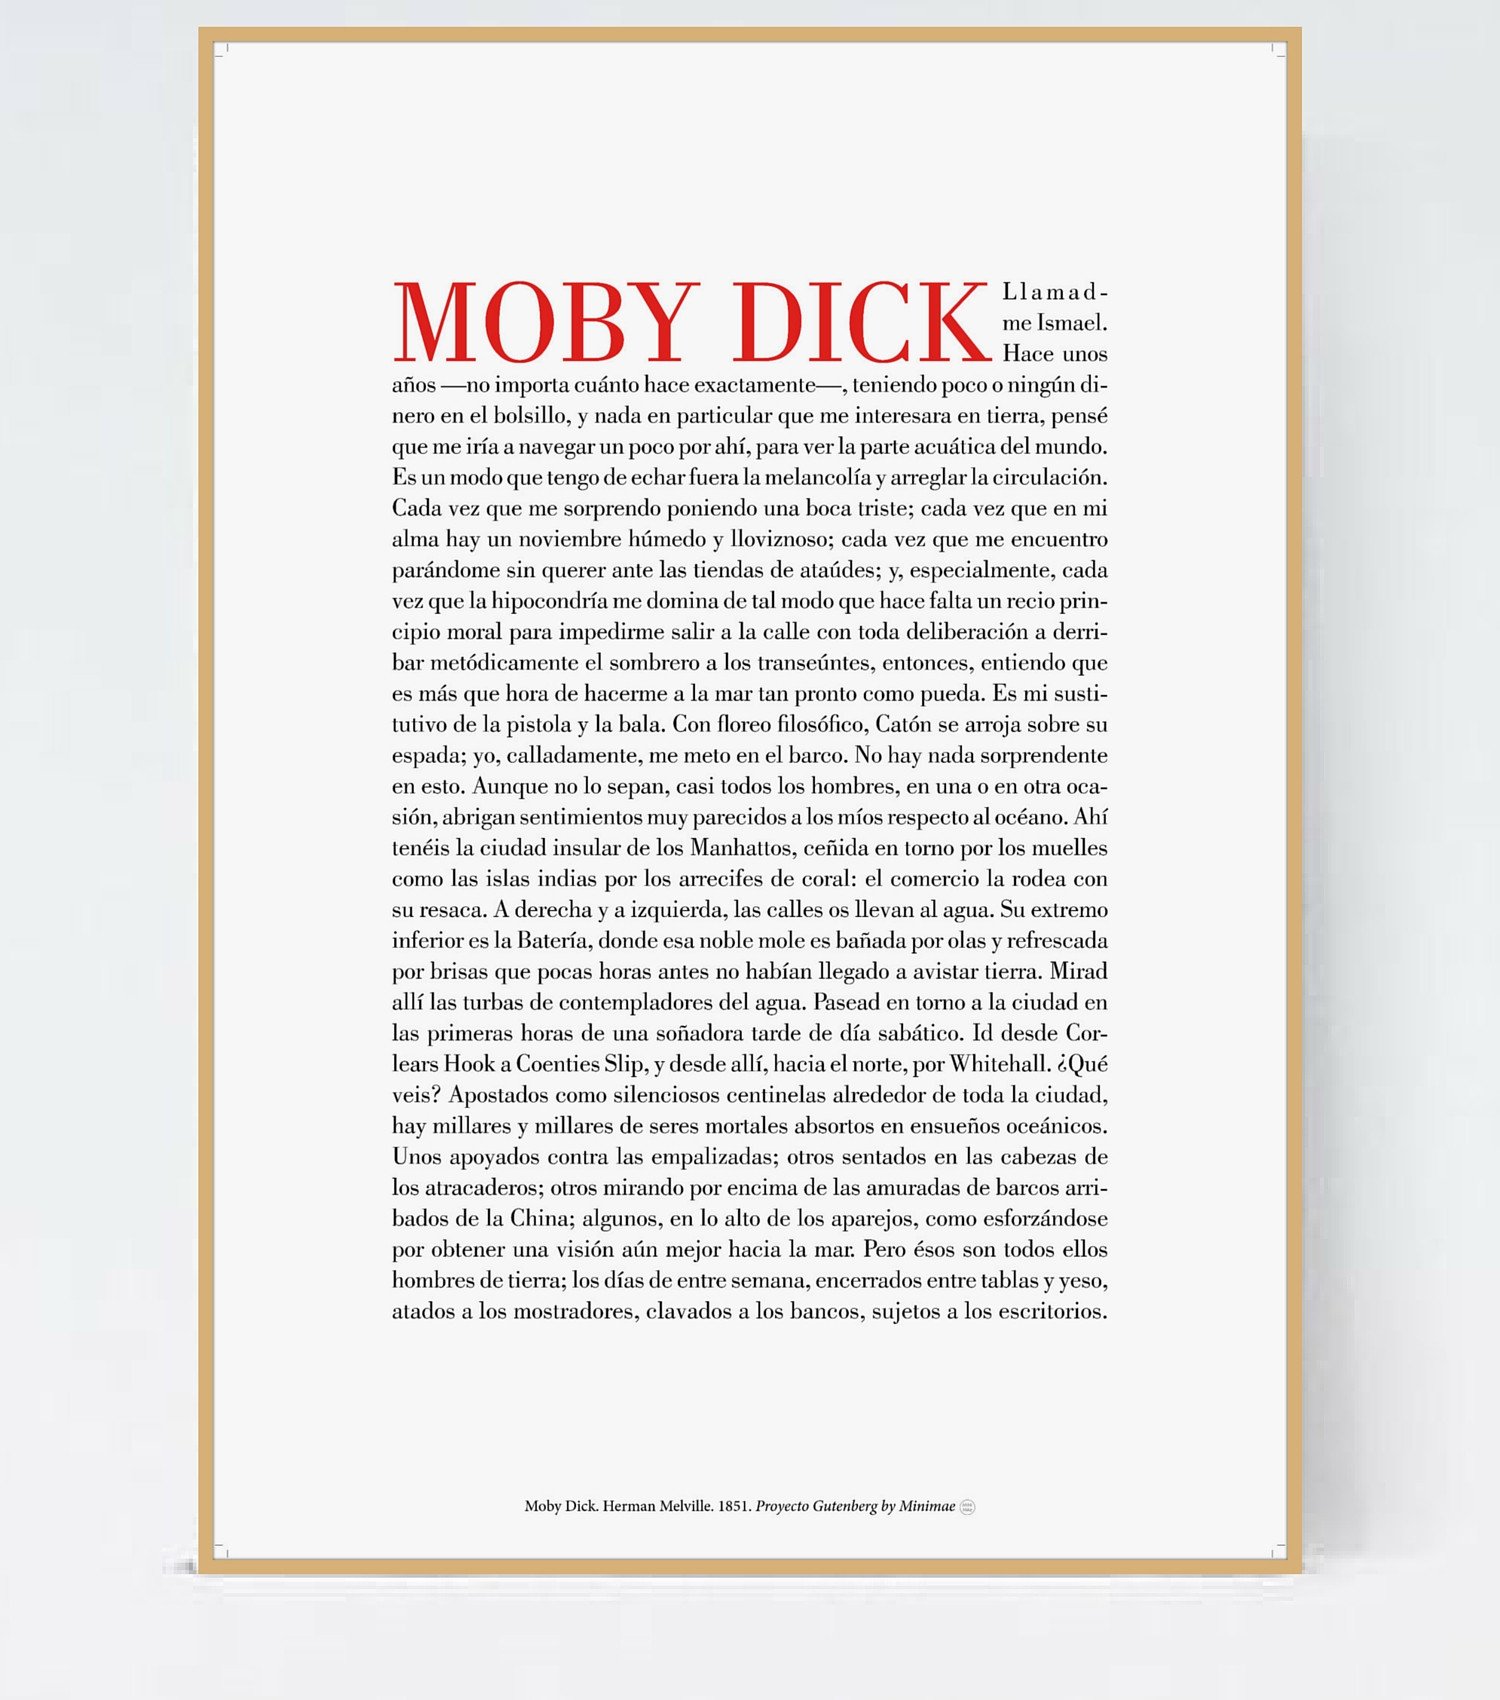 MOBY DICK
Llamad-
me Ismael.
Hace unos
años —no importa cuánto hace exactamente—, teniendo poco o ningún di-
nero en el bolsillo, y nada en particular que me interesara en tierra, pensé
que me iría a navegar un poco por ahí, para ver la parte acuática del mundo.
Es un modo que tengo de echar fuera la melancolía y arreglar la circulación.
Cada vez que me sorprendo poniendo una boca triste; cada vez que en mi
alma hay un noviembre húmedo y lloviznoso; cada vez que me encuentro
parándome sin querer ante las tiendas de ataúdes; y, especialmente, cada
vez que la hipocondría me domina de tal modo que hace falta un recio prin-
cipio moral para impedirme salir a la calle con toda deliberación a derri-
bar metódicamente el sombrero a los transeúntes, entonces, entiendo que
es más que hora de hacerme a la mar tan pronto como pueda. Es mi susti-
tutivo de la pistola y la bala. Con floreo filosófico, Catón se arroja sobre su
espada; yo, calladamente, me meto en el barco. No hay nada sorprendente
en esto. Aunque no lo sepan, casi todos los hombres, en una o en otra oca-
sión, abrigan sentimientos muy parecidos a los míos respecto al océano. Ahí
tenéis la ciudad insular de los Manhattos, ceñida en torno por los muelles
como las islas indias por los arrecifes de coral: el comercio la rodea con
su resaca. A derecha y a izquierda, las calles os llevan al agua. Su extremo
inferior es la Batería, donde esa noble mole es bañada por olas y refrescada
por brisas que pocas horas antes no habían llegado a avistar tierra. Mirad
allí las turbas de contempladores del agua. Pasead en torno a la ciudad en
las primeras horas de una soñadora tarde de día sabático. Id desde Cor-
lears Hook a Coenties Slip, y desde allí, hacia el norte, por Whitehall. ¿Qué
veis? Apostados como silenciosos centinelas alrededor de toda la ciudad,
hay millares y millares de seres mortales absortos en ensueños oceánicos.
Unos apoyados contra las empalizadas; otros sentados en las cabezas de
los atracaderos; otros mirando por encima de las amuradas de barcos arri-
bados de la China; algunos, en lo alto de los aparejos, como esforzándose
por obtener una visión aún mejor hacia la mar. Pero ésos son todos ellos
hombres de tierra; los días de entre semana, encerrados entre tablas y yeso,
atados a los mostradores, clavados a los bancos, sujetos a los escritorios.
Moby Dick. Herman Melville. 1851. Proyecto Gutenberg by Minimae